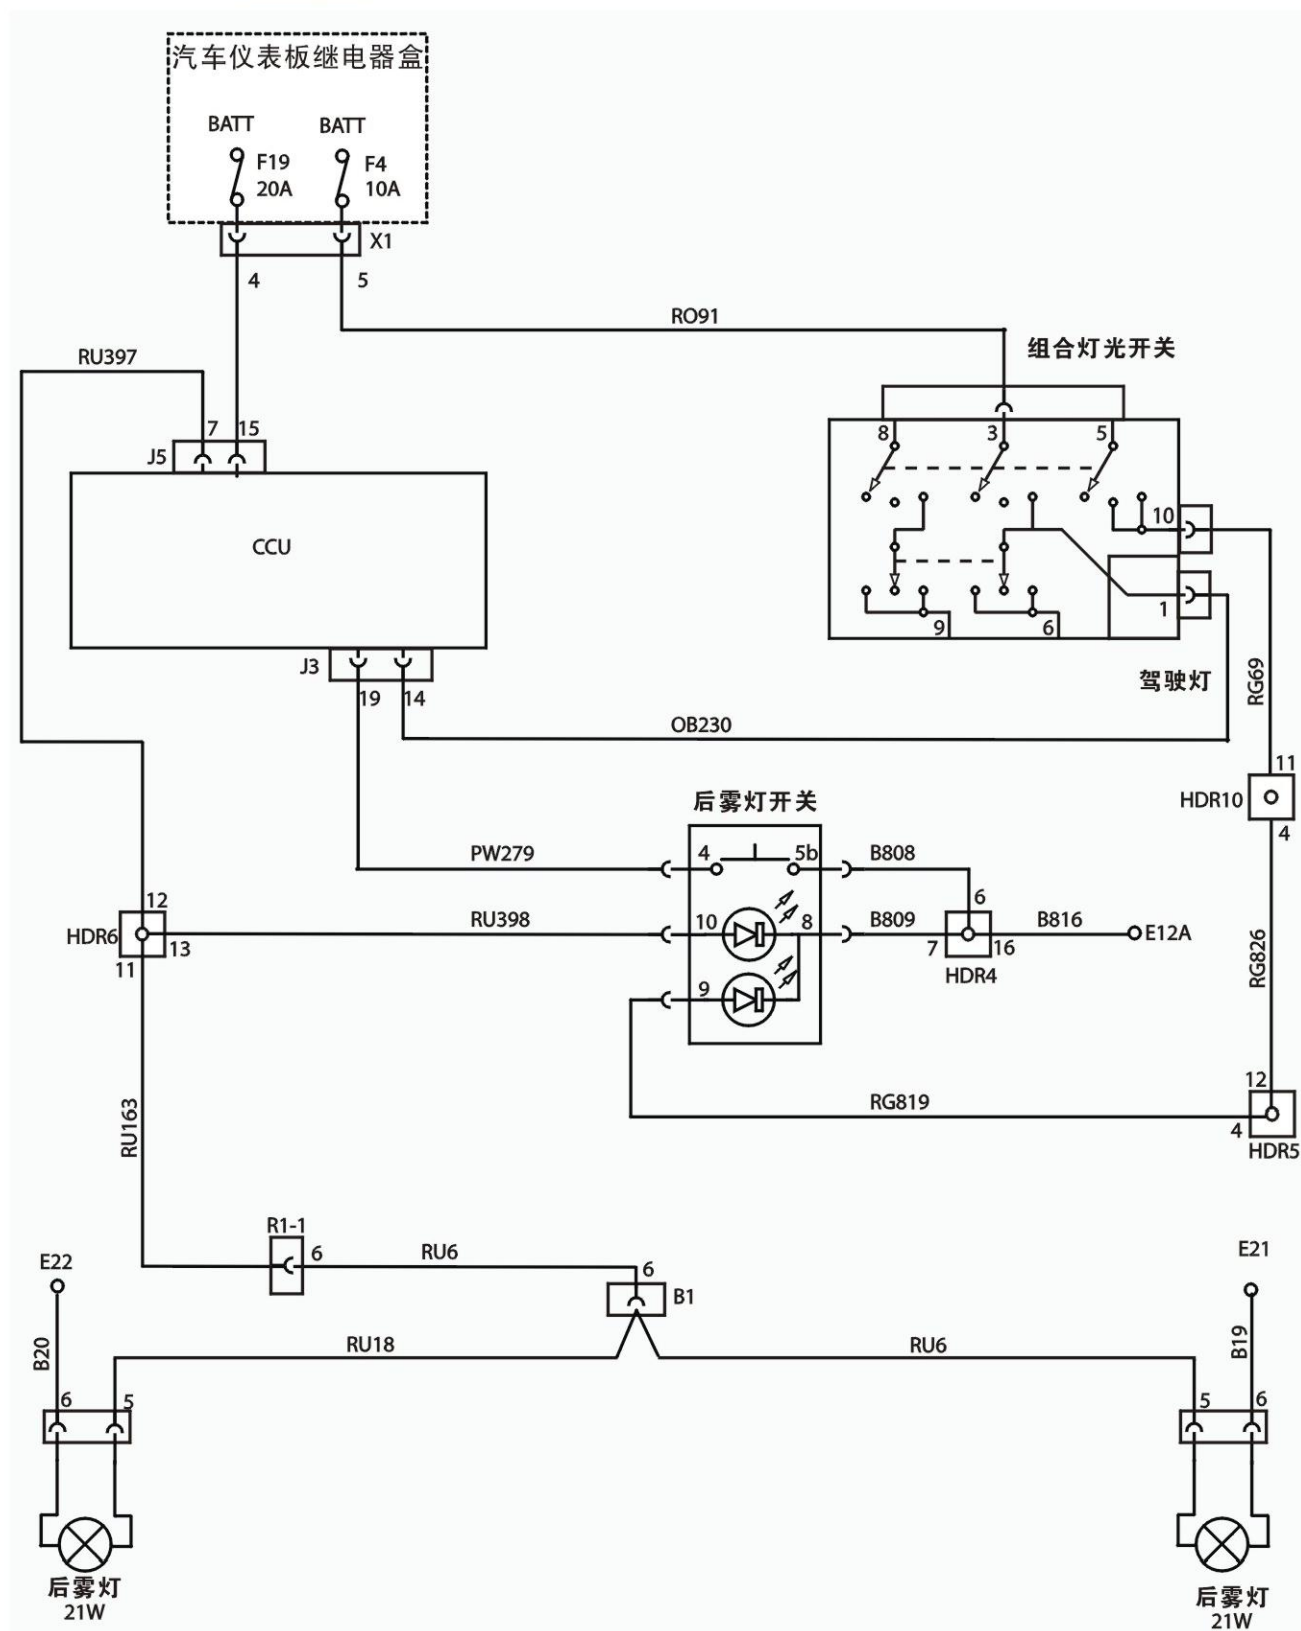 汽车仪表板继电器盒
BATT BATT
F19 F4
20A 10A
X1
4 5
RO91
组合灯光开关
RU397
7 15
J5
8 3 5
10
CCU
1
9 6
J3
19 14
驾驶灯
RG69
OB230
11
HDR10
4
后雾灯开关
PW279 4 5b B808
12 6
HDR6 RU398 10 8 B809 B816 E12A
13 7 16
11 HDR4
RG826
9
12
RG819
4
HDR5
RU163
R1-1
6 RU6
E22 E21
6
B1
B20 RU18 RU6 B19
6 5 5 6
后雾灯 后雾灯
21W 21W